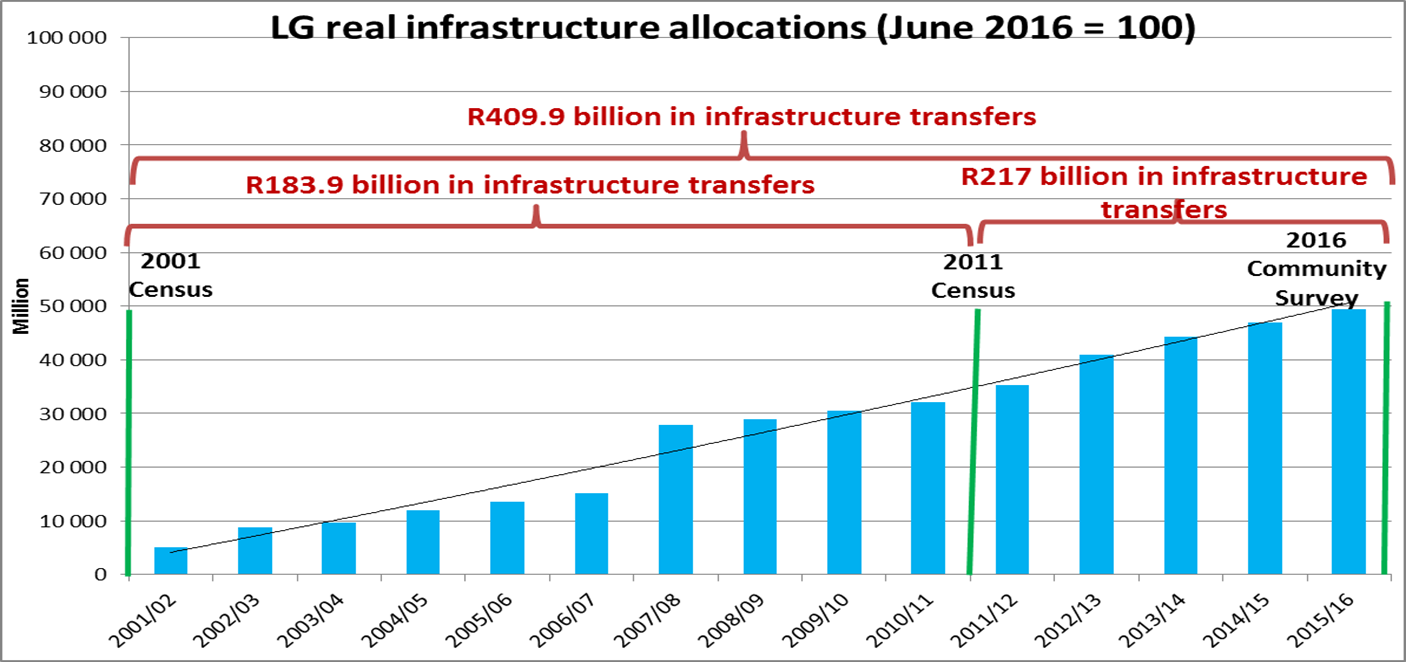 LG real infrastructure allocations (June 2016 = 100)
100 000
90 000
80 000
70 000
60 000
50 000
40 000
30 000
20 000
10 000
0
Million
R409.9 billion in infrastructure transfers
R183.9 billion in infrastructure transfers
R217 billion in infrastructure
transfers
2001
Census
2011
Census
2016
Community
Survey
2001/02
2002/03
2003/04
2004/05
2005/06
2006/07
2007/08
2008/09
2009/10
2010/11
2011/12
2012/13
2013/14
2014/15
2015/16